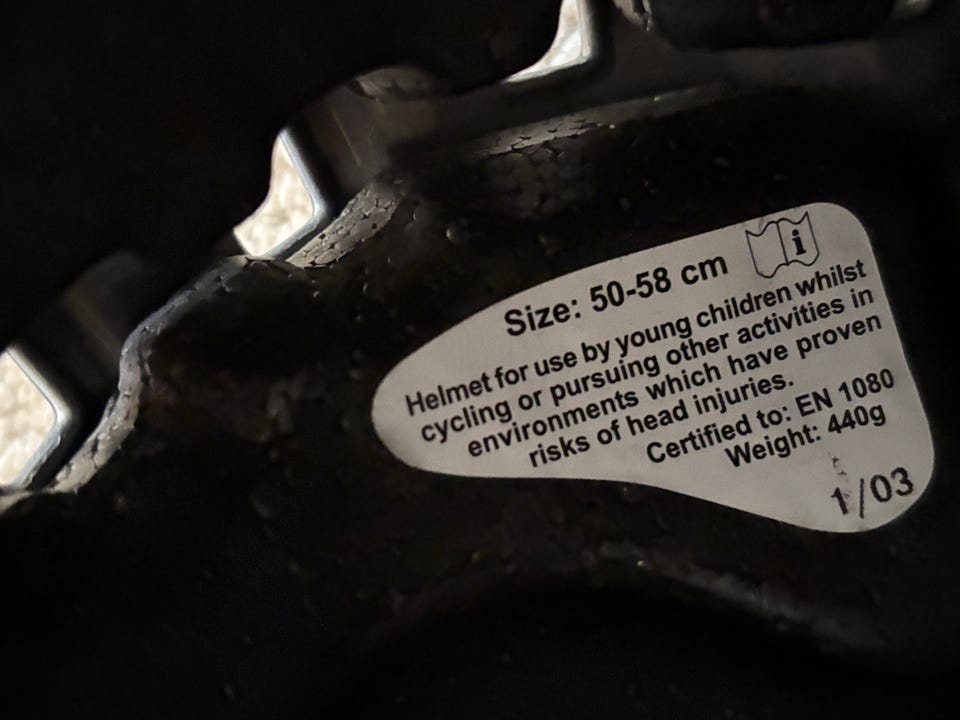 i
Size: 50-58 cm
Helmet for use by young children whilst
cycling or pursuing other activities in
environments which have proven
risks of head injuries.
Certified to: EN 1080
Weight: 440g
1/03